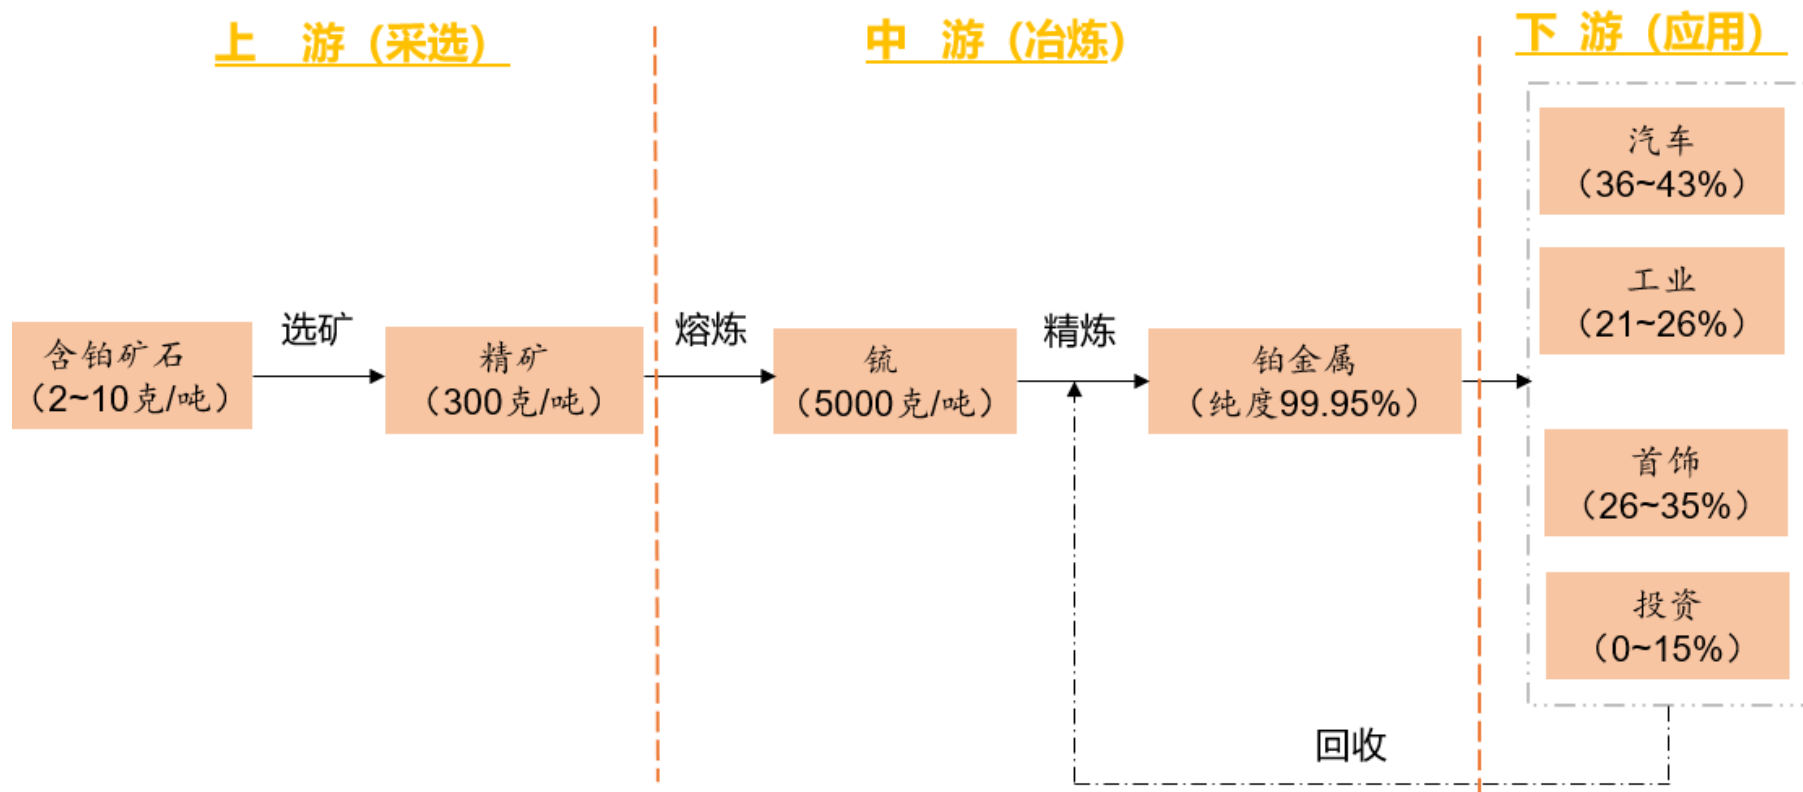 上 游（采选）
中 游（冶炼）
下 游（应用）
含铂矿石
（2~10克/吨）
选矿
精矿
（300克/吨）
熔炼
锍
（5000克/吨）
精炼
铂金属
（纯度99.95%）
汽车
（36~43%）
工业
（21~26%）
首饰
（26~35%）
投资
（0~15%）
回收